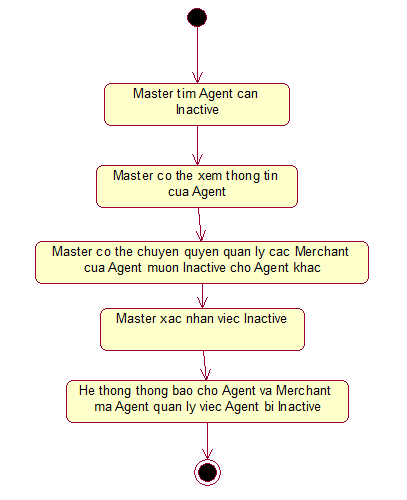 Master tim Agent can
Inactive
Master co the xem thong tin
cua Agent
Master co the chuyen quyen quan ly cac Merchant
cua Agent muon Inactive cho Agent khac
Master xac nhan viec Inactive
He thong thong bao cho Agent va Merchant
ma Agent quan ly viec Agent bi Inactive